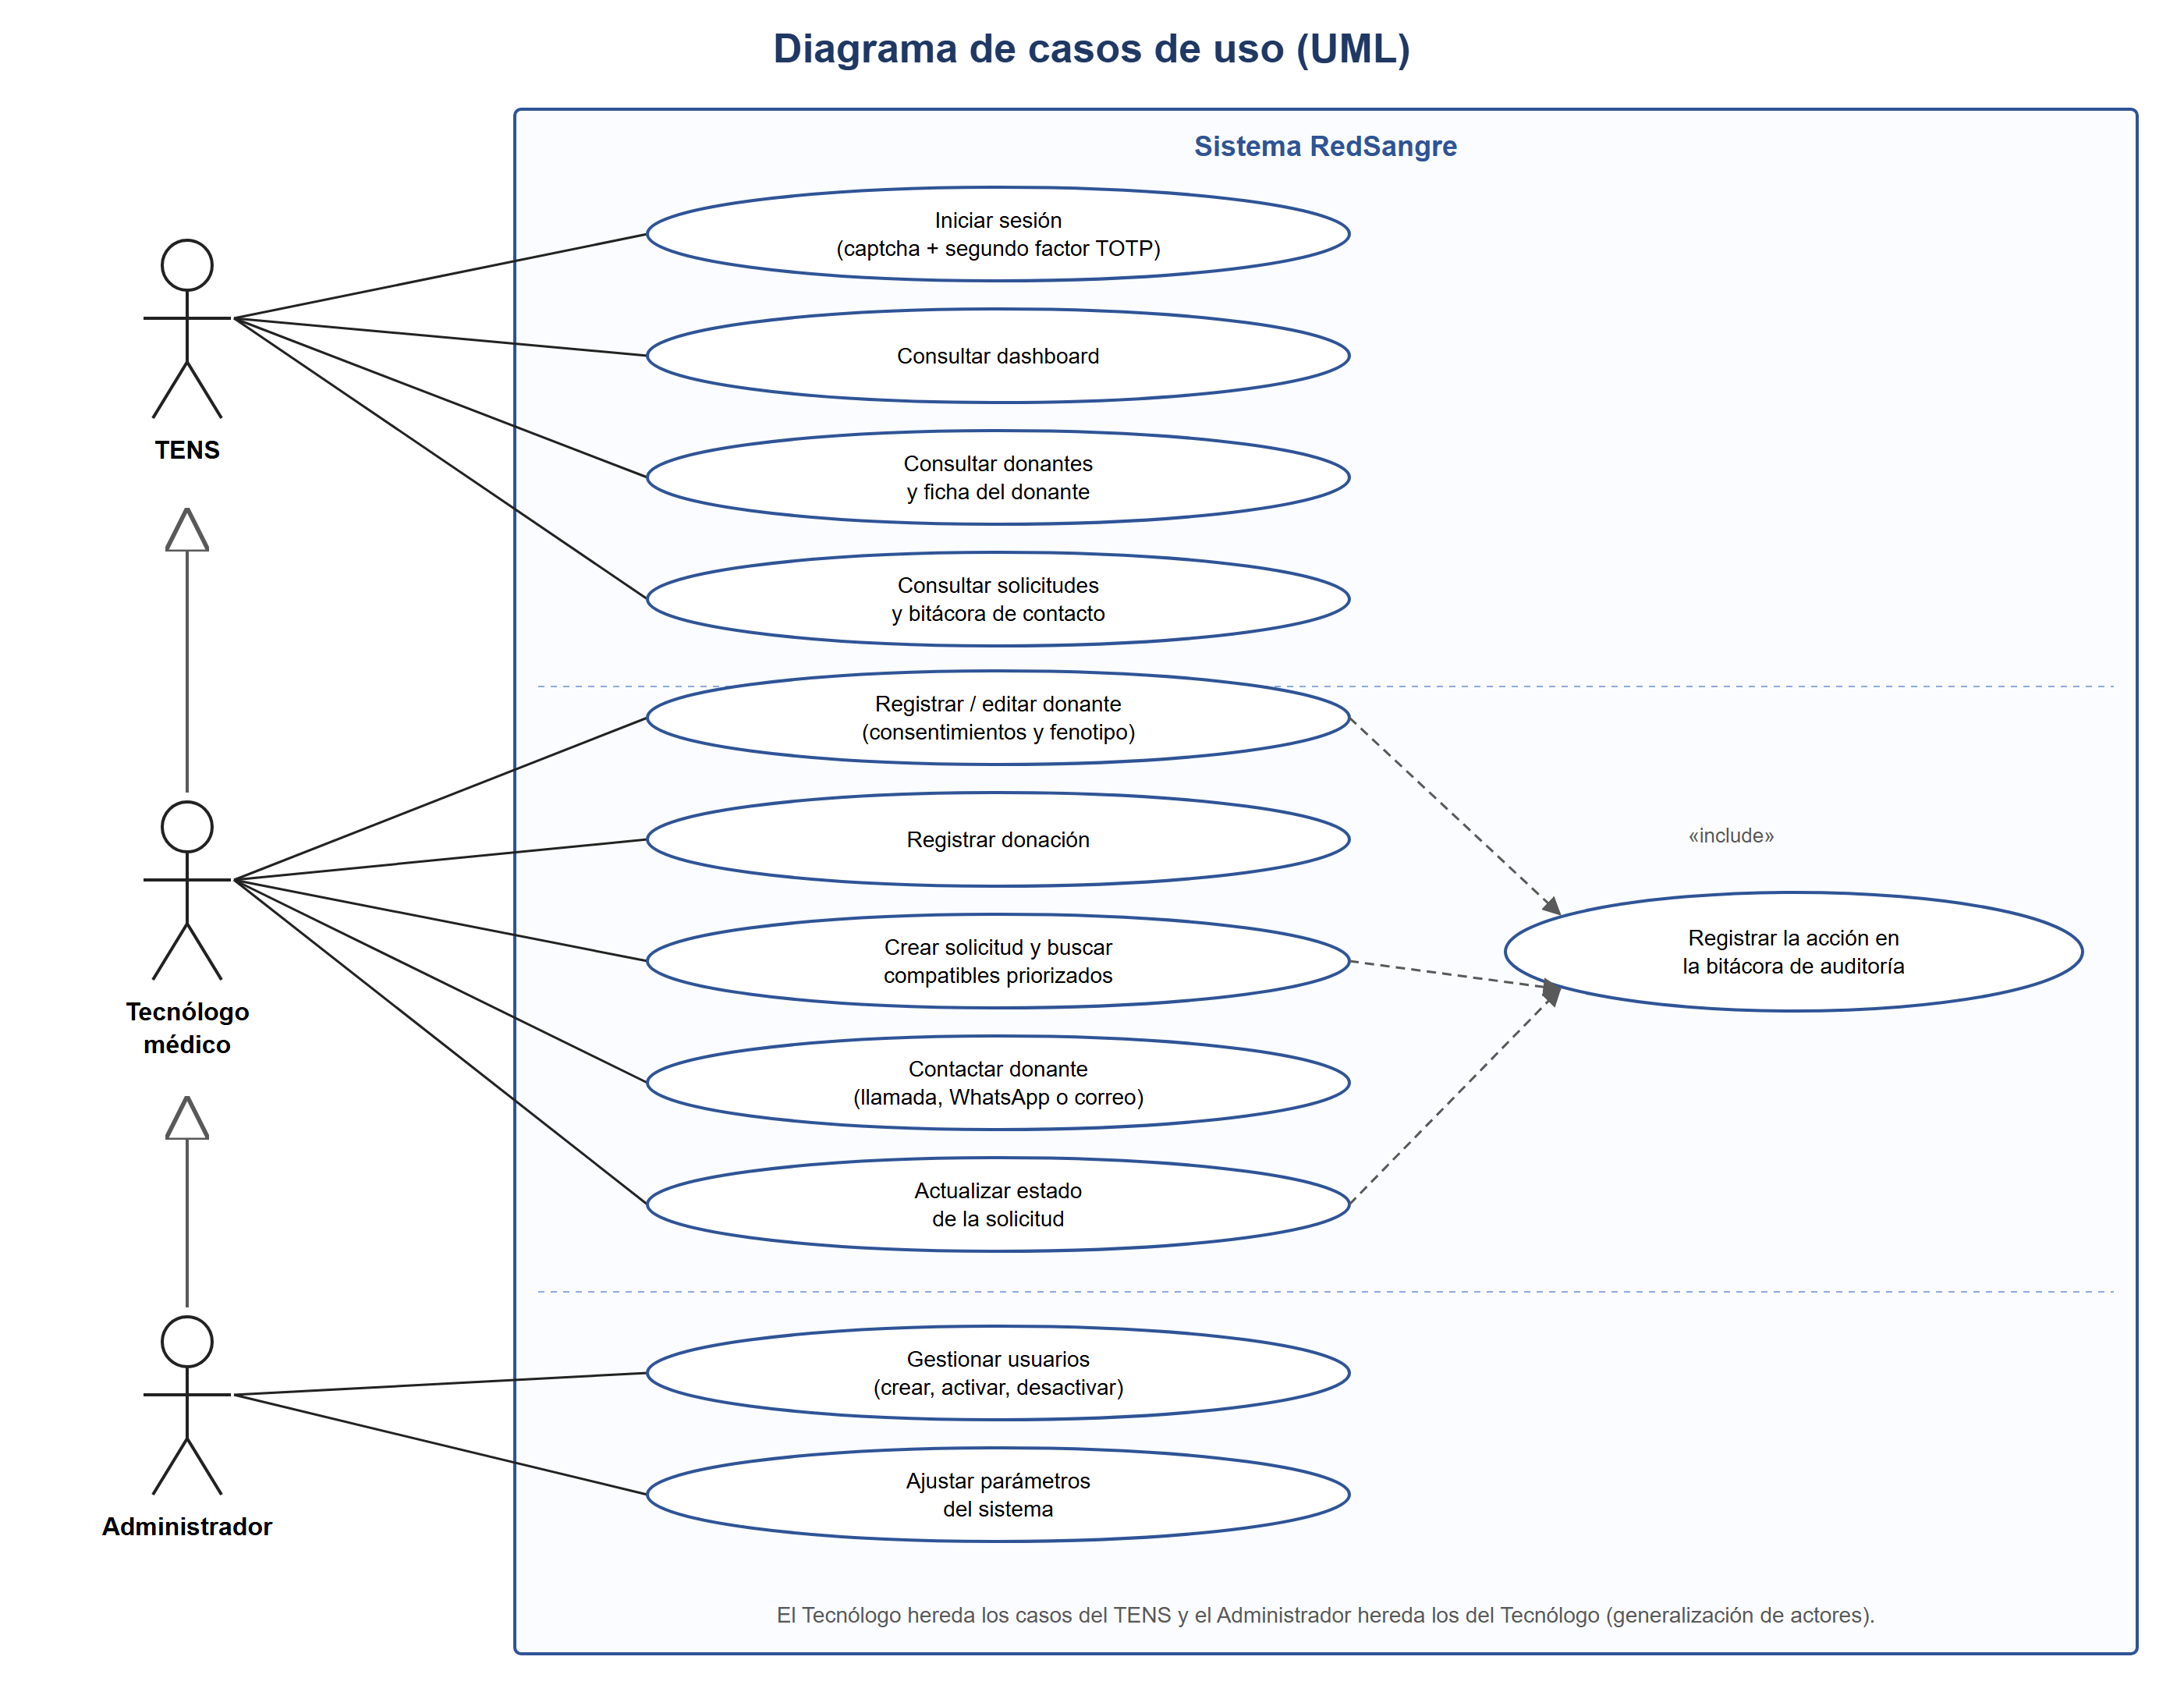 Diagrama de casos de uso (UML)
Sistema RedSangre
Iniciar sesión
(captcha + segundo factor TOTP)
Consultar dashboard
TENS
Consultar donantes
y ficha del donante
Consultar solicitudes
y bitácora de contacto
Registrar / editar donante
(consentimientos y fenotipo)
Registrar donación
«include»
Crear solicitud y buscar
compatibles priorizados
Registrar la acción en
la bitácora de auditoría
Tecnólogo
médico
Contactar donante
(llamada, WhatsApp o correo)
Actualizar estado
de la solicitud
Gestionar usuarios
(crear, activar, desactivar)
Ajustar parámetros
del sistema
Administrador
El Tecnólogo hereda los casos del TENS y el Administrador hereda los del Tecnólogo (generalización de actores).